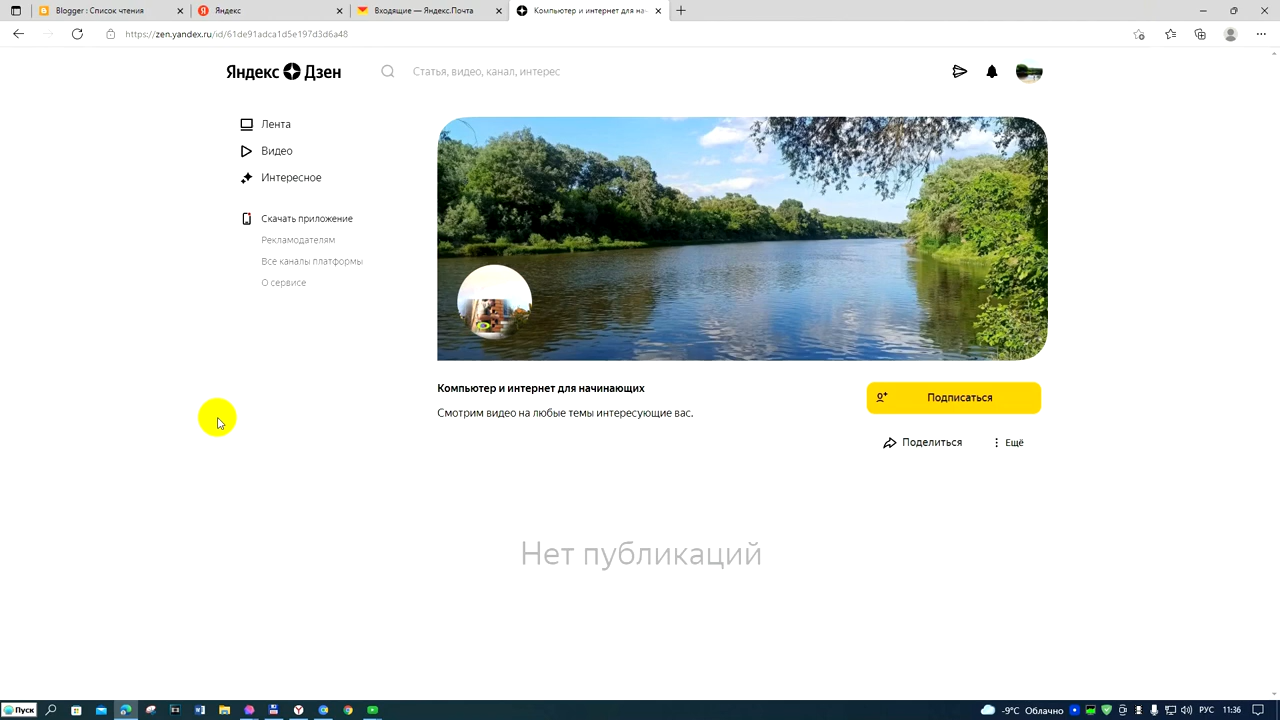 Blogger : Список чтения
Яндекс
Входящие — Яндекс.Почта
Компьютер и интернет для на
https://zen.yandex.ru/id/61de91adca1d5e197d3d6a48
Яндекс Дзен
Статья, видео, канал, интерес
Лента
Видео
Интересное
Скачать приложение
Рекламодателям
Все каналы платформы
О сервисе
Компьютер и интернет для начинающих
Смотрим видео на любые темы интересующие вас.
Подписаться
Поделиться
Ещё
Нет публикаций
Пуск
-9°C Облачно
РУС
11:36